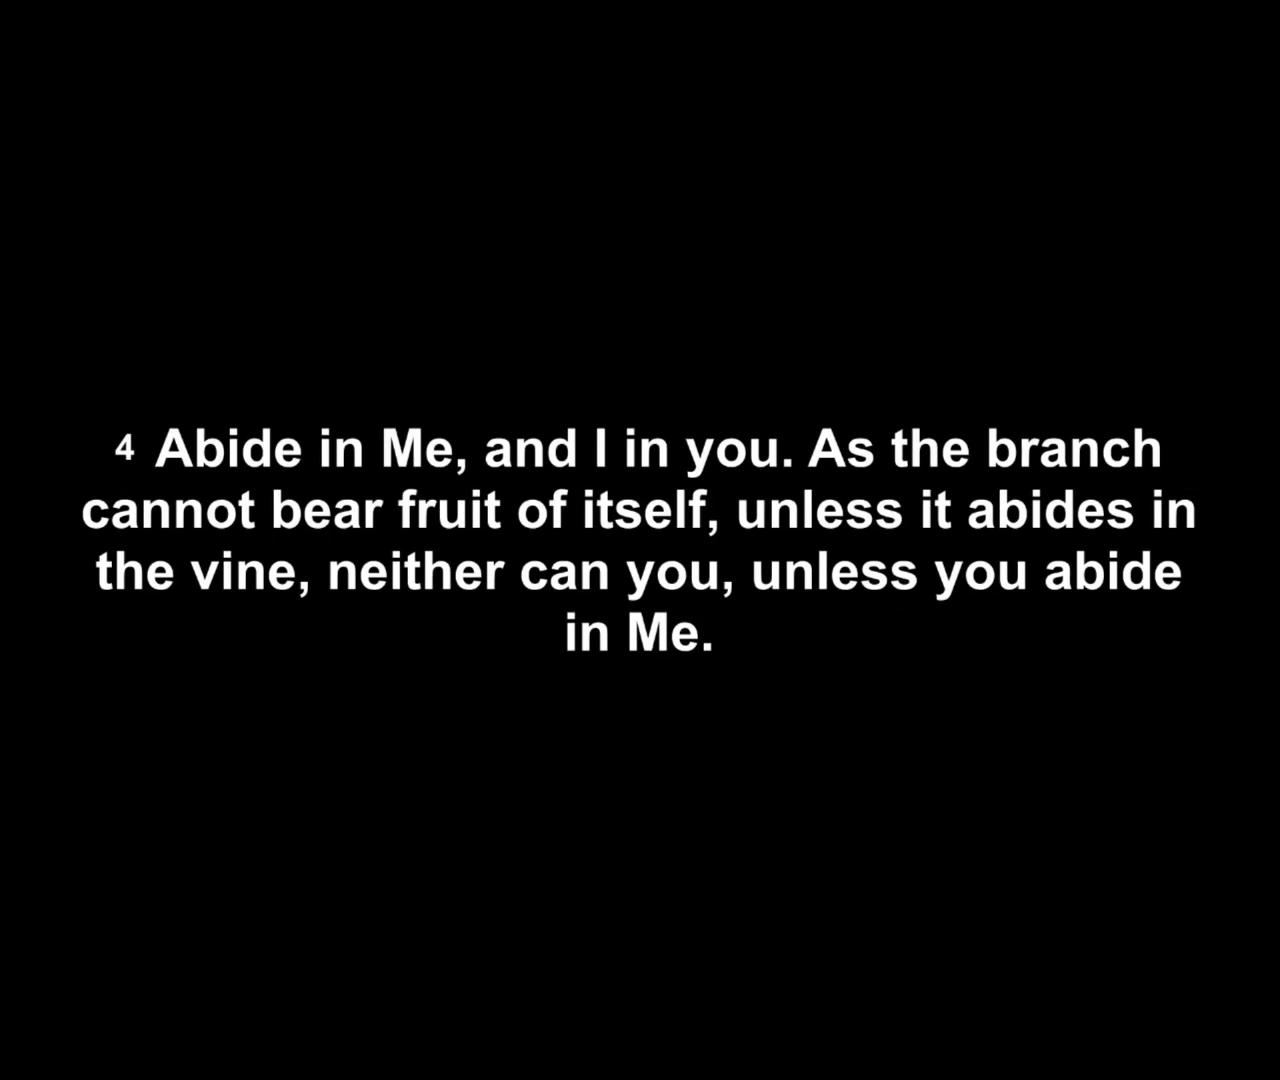 4 Abide in Me, and I in you. As the branch
cannot bear fruit of itself, unless it abides in
the vine, neither can you, unless you abide
in Me.